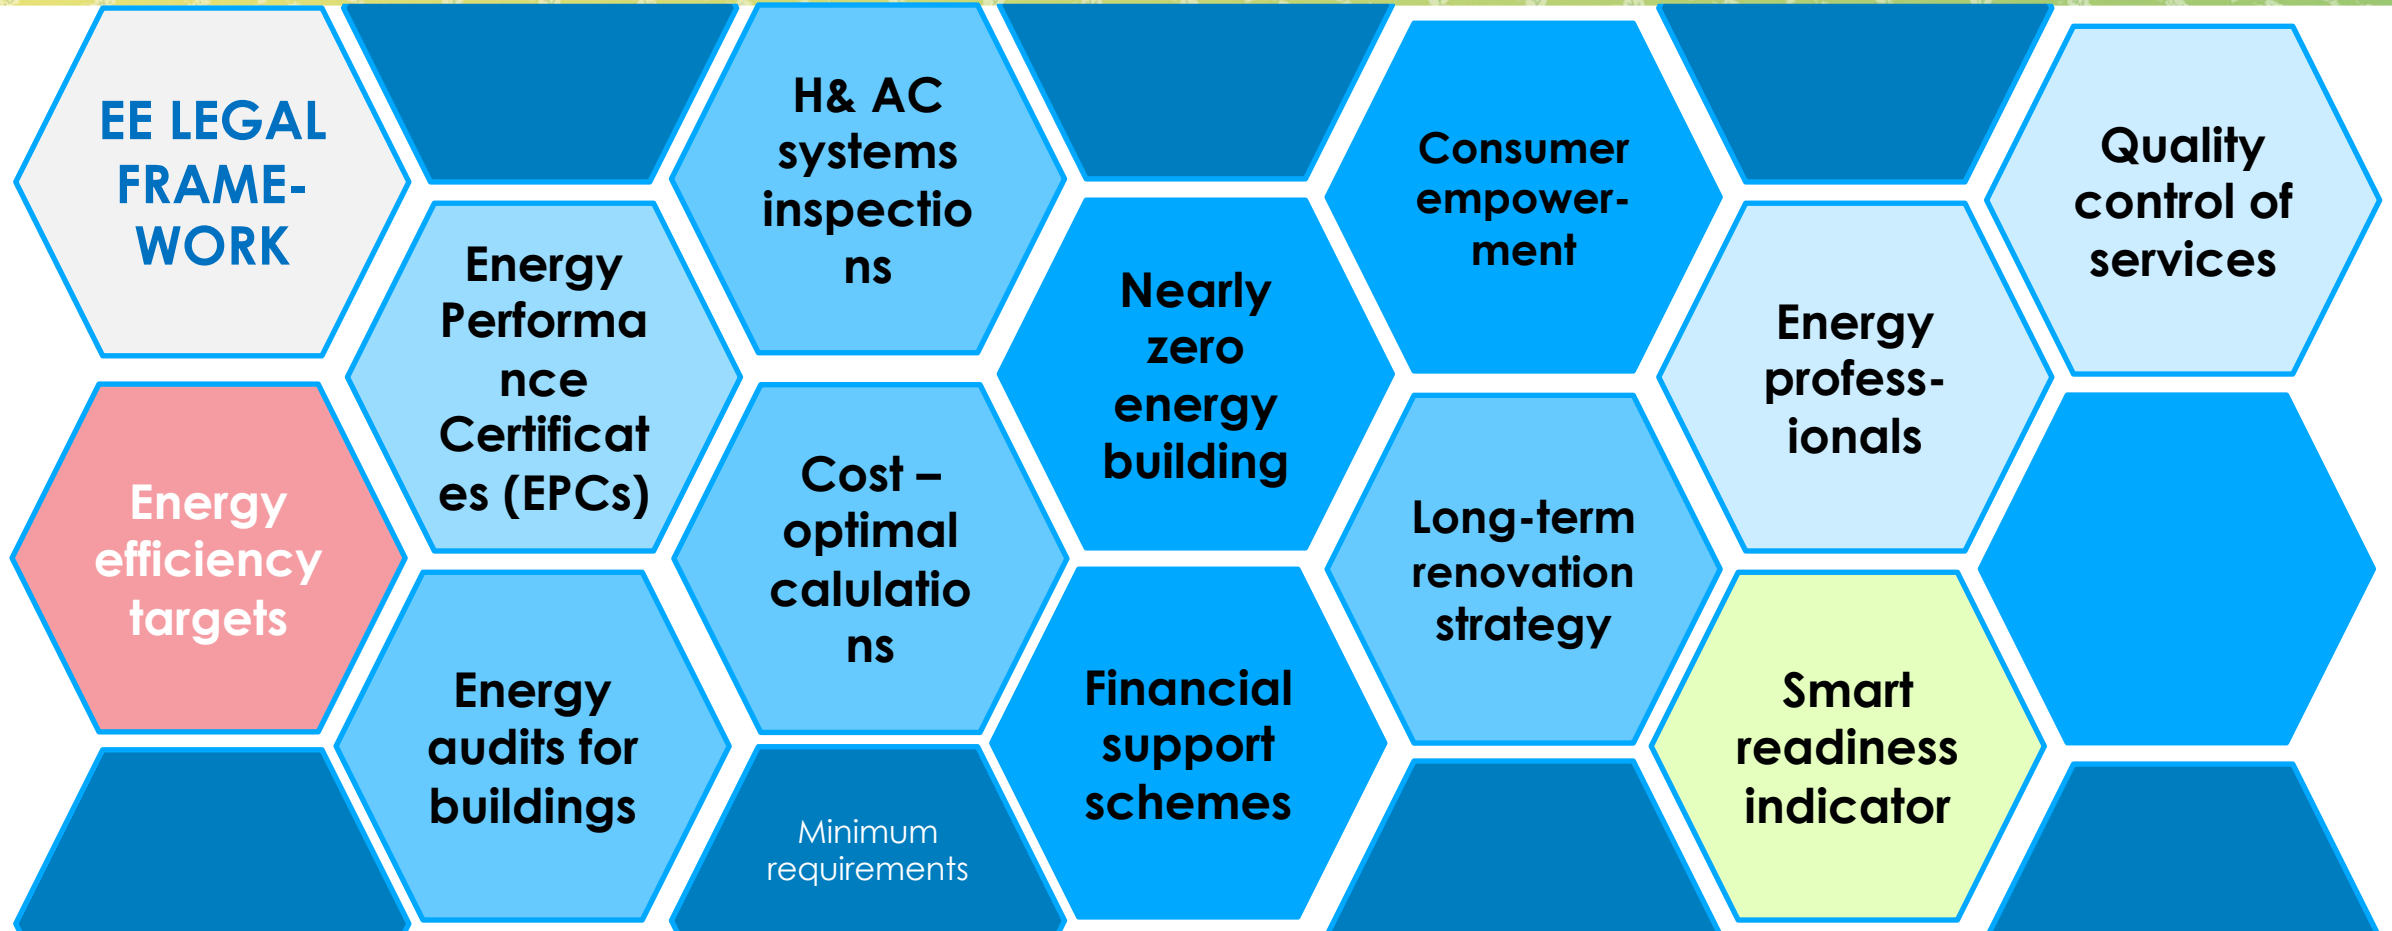 EE LEGAL
FRAME-
WORK
Energy
efficiency
targets
Energy
Performa
nce
Certificat
es (EPCs)
Energy
audits for
buildings
H& AC
systems
inspectio
ns
Cost –
optimal
calulatio
ns
Minimum
requirements
Nearly
zero
energy
building
Financial
support
schemes
Consumer
empower-
ment
Long-term
renovation
strategy
Energy
profess-
ionals
Smart
readiness
indicator
Quality
control of
services